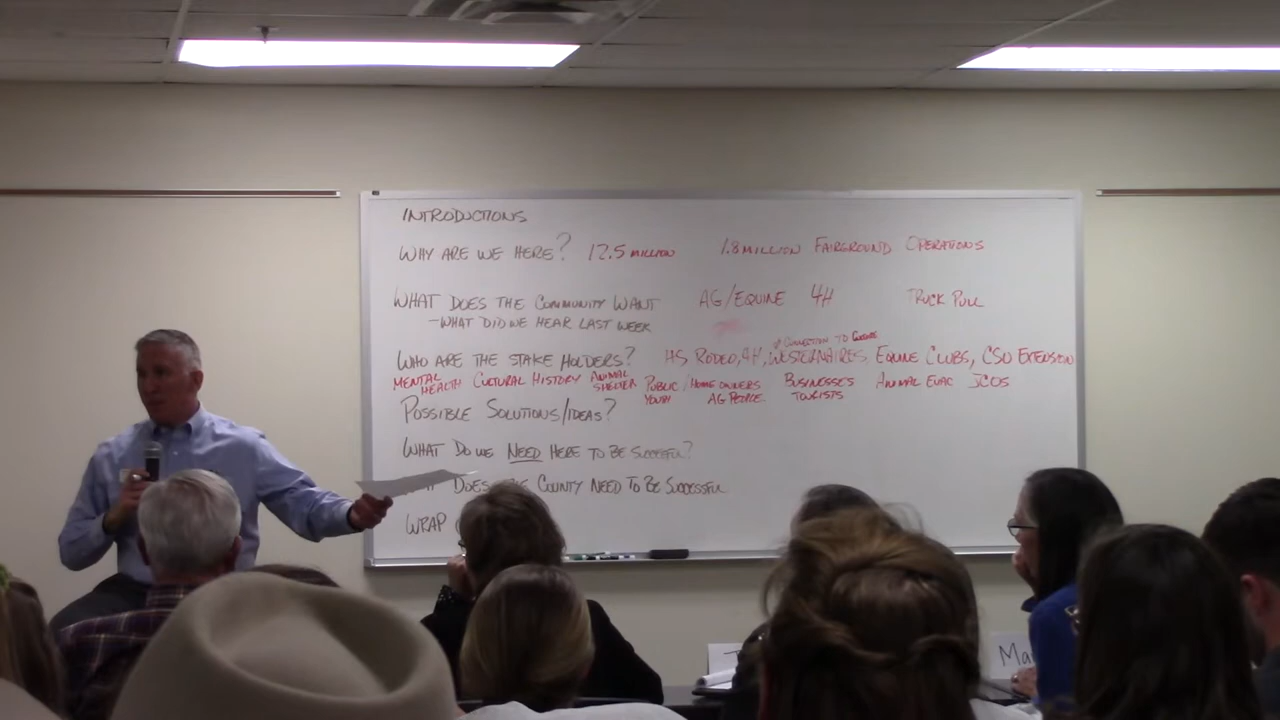 INTRODUCTIONS
WHY ARE WE HERE? 12.5 MILLION 1.8 MILLION FAIRGROUND OPERATIONS
WHAT DOES THE COMMUNITY WANT AG/EQUINE 4H TRUCK PULL
-WHAT DID WE HEAR LAST WEEK
CONNECTION TO
WHO ARE THE STAKE HOLDERS? HS RODEO, 4H, WESTERNAIRES, EQUINE CLUBS, CSU EXTENSION
MENTAL HEALTH CULTURAL HISTORY ANIMAL SHELTER PUBLIC / HOME OWNERS BUSINESSES ANIMAL EVAC JCOS
YOUTH AG PEOPLE TOURISTS
POSSIBLE SOLUTIONS/IDEAS?
WHAT DO WE NEED HERE TO BE SUCCESSFUL?
DOES COUNTY NEED TO BE SUCCESSFUL
WRAP
Ma